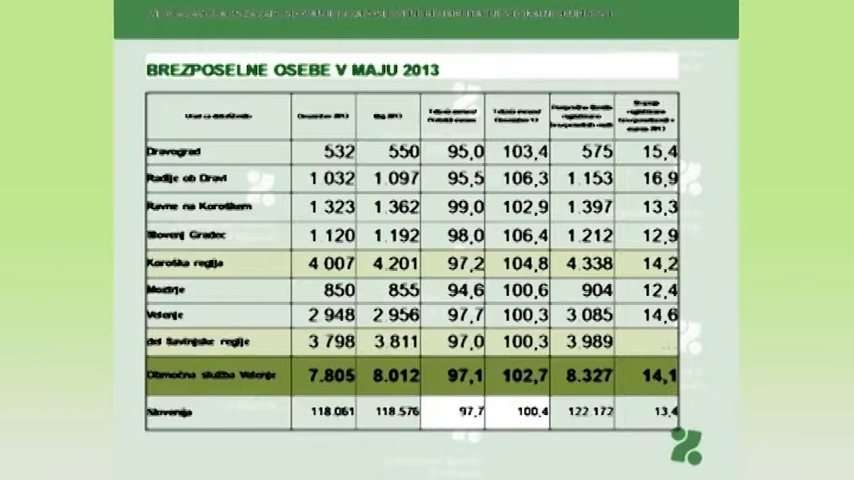 BREZPOSELNE OSEBE V MAJU 2013
Dravograd 532 550 95,0 103,4 575 15,4
Radlje ob Dravi 1 032 1.097 95,5 106,3 1.153 16,9
Ravne na Koroškem 1 323 1.362 99,0 102,9 1.397 13,3
Slovenj Gradec 1 120 1.192 98,0 106,4 1.212 12,9
Koroška regija 4 007 4.201 97,2 104,8 4.338 14,2
Mozirje 850 855 94,6 100,6 904 12,4
Velenje 2 948 2.956 97,7 100,3 3 085 14,6
del Savinjske regije 3 798 3.811 97,0 100,3 3 989
Območna služba Velenje 7.805 8.012 97,1 102,7 8.327 14,1
Slovenija 118.061 118.576 97,7 100,4 122.172 13,4